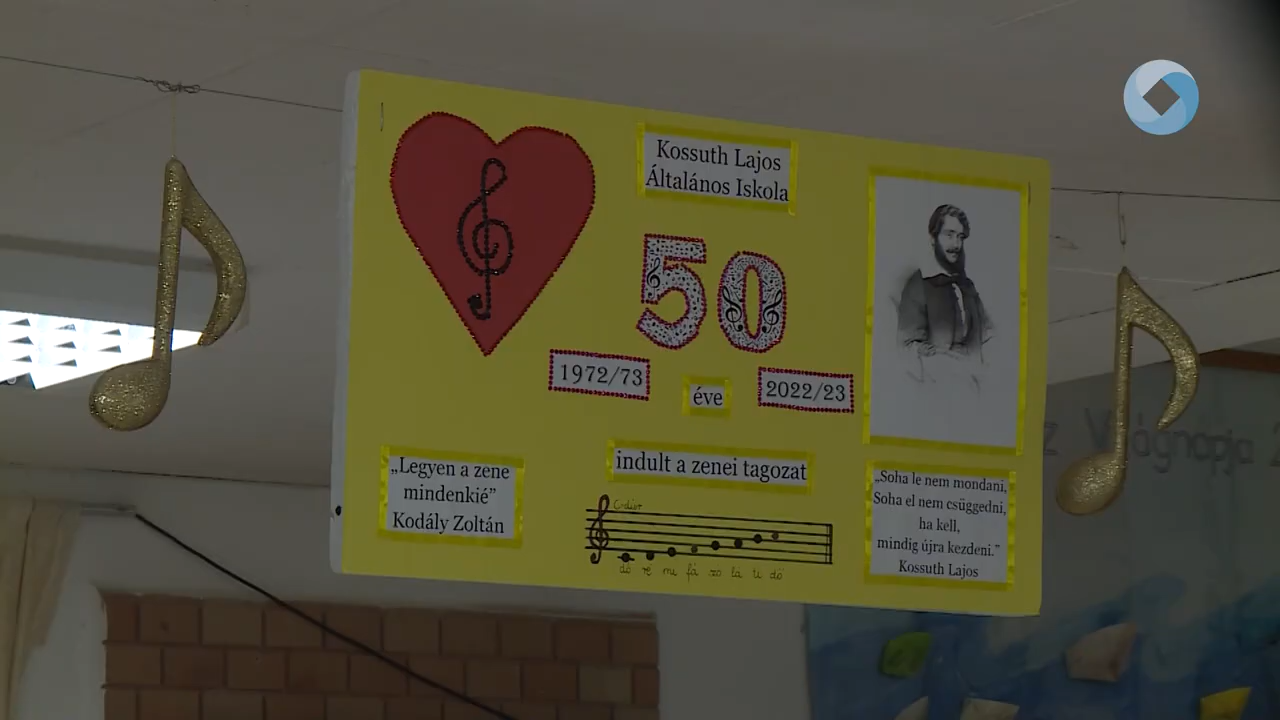 Kossuth Lajos
Általános Iskola
50
1972/73
éve
2022/23
indult a zenei tagozat
„Legyen a zene
mindenkié”
Kodály Zoltán
C-dúr
dó re mi fá szo la ti dó
„Soha le nem mondani,
Soha el nem csüggedni,
ha kell,
mindig újra kezdeni.”
Kossuth Lajos
Világnapja